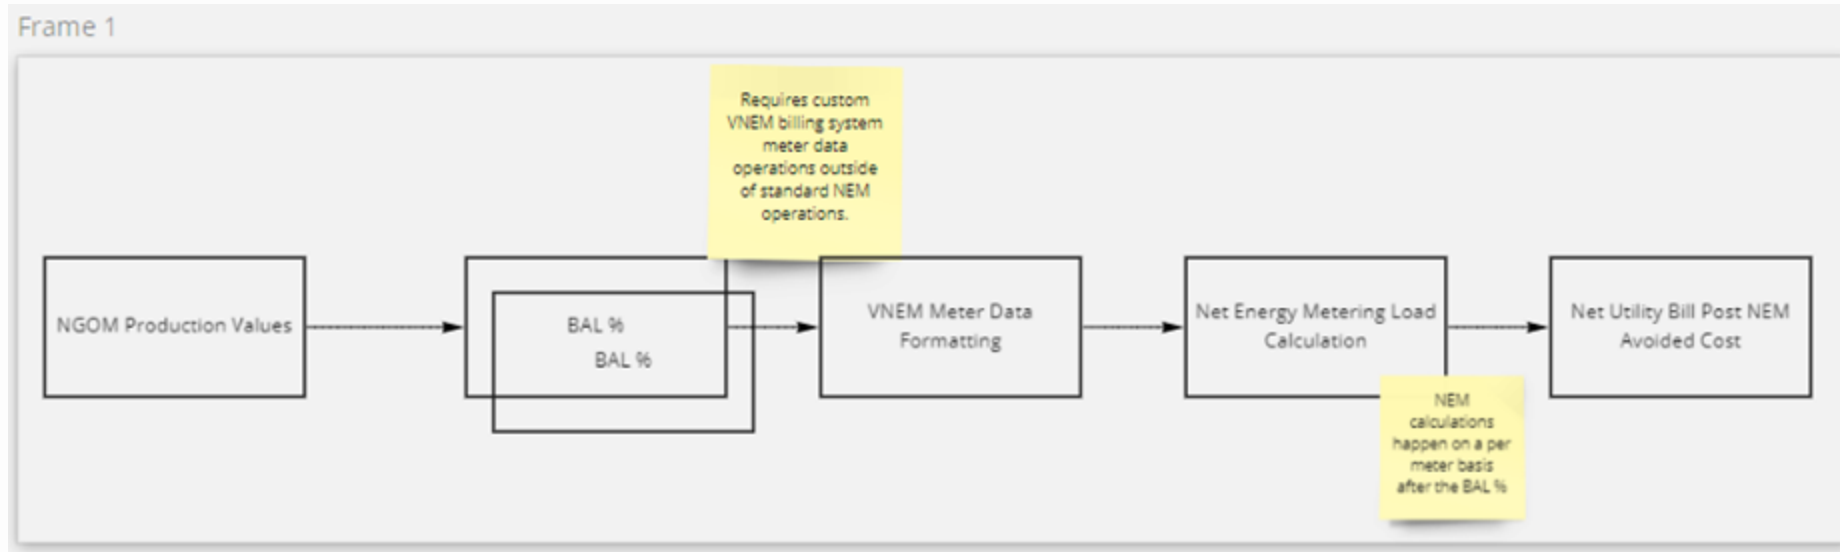 Frame 1
Requires custom
VNEM billing system
meter data
operations outside
of standard NEM
operations.
NGOM Production Values
BAL %
BAL %
VNEM Meter Data
Formatting
Net Energy Metering Load
Calculation
Net Utility Bill Post NEM
Avoided Cost
NEM
calculations
happen on a per
meter basis
after the BAL %